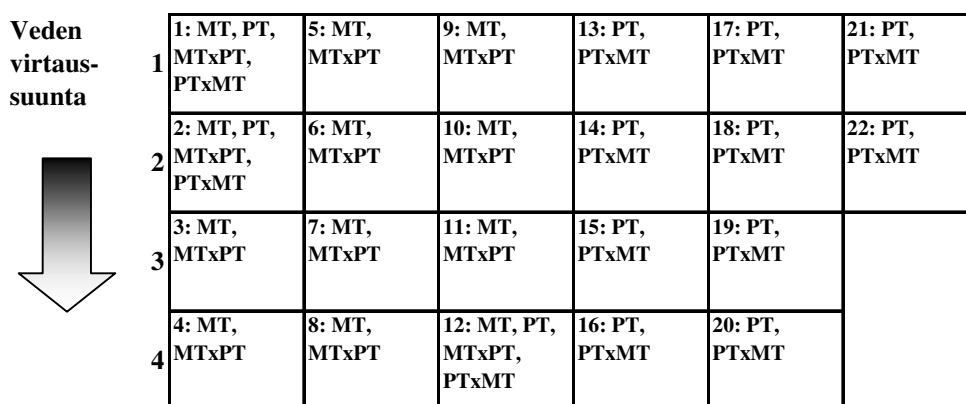 Veden
virtaus-
suunta
1
1: MT, PT,
MTxPT,
PTxMT
5: MT,
MTxPT
9: MT,
MTxPT
13: PT,
PTxMT
17: PT,
PTxMT
21: PT,
PTxMT
2
2: MT, PT,
MTxPT,
PTxMT
6: MT,
MTxPT
10: MT,
MTxPT
14: PT,
PTxMT
18: PT,
PTxMT
22: PT,
PTxMT
3
3: MT,
MTxPT
7: MT,
MTxPT
11: MT,
MTxPT
15: PT,
PTxMT
19: PT,
PTxMT
4
4: MT,
MTxPT
8: MT,
MTxPT
12: MT, PT,
MTxPT,
PTxMT
16: PT,
PTxMT
20: PT,
PTxMT